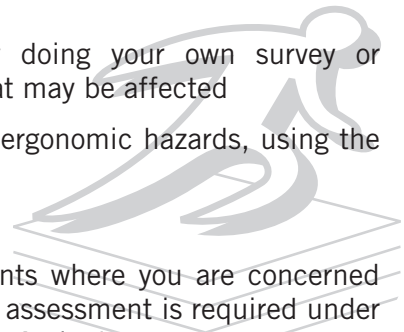 doing your own survey or
may be affected
ergonomic hazards, using the
where you are concerned
assessment is required under